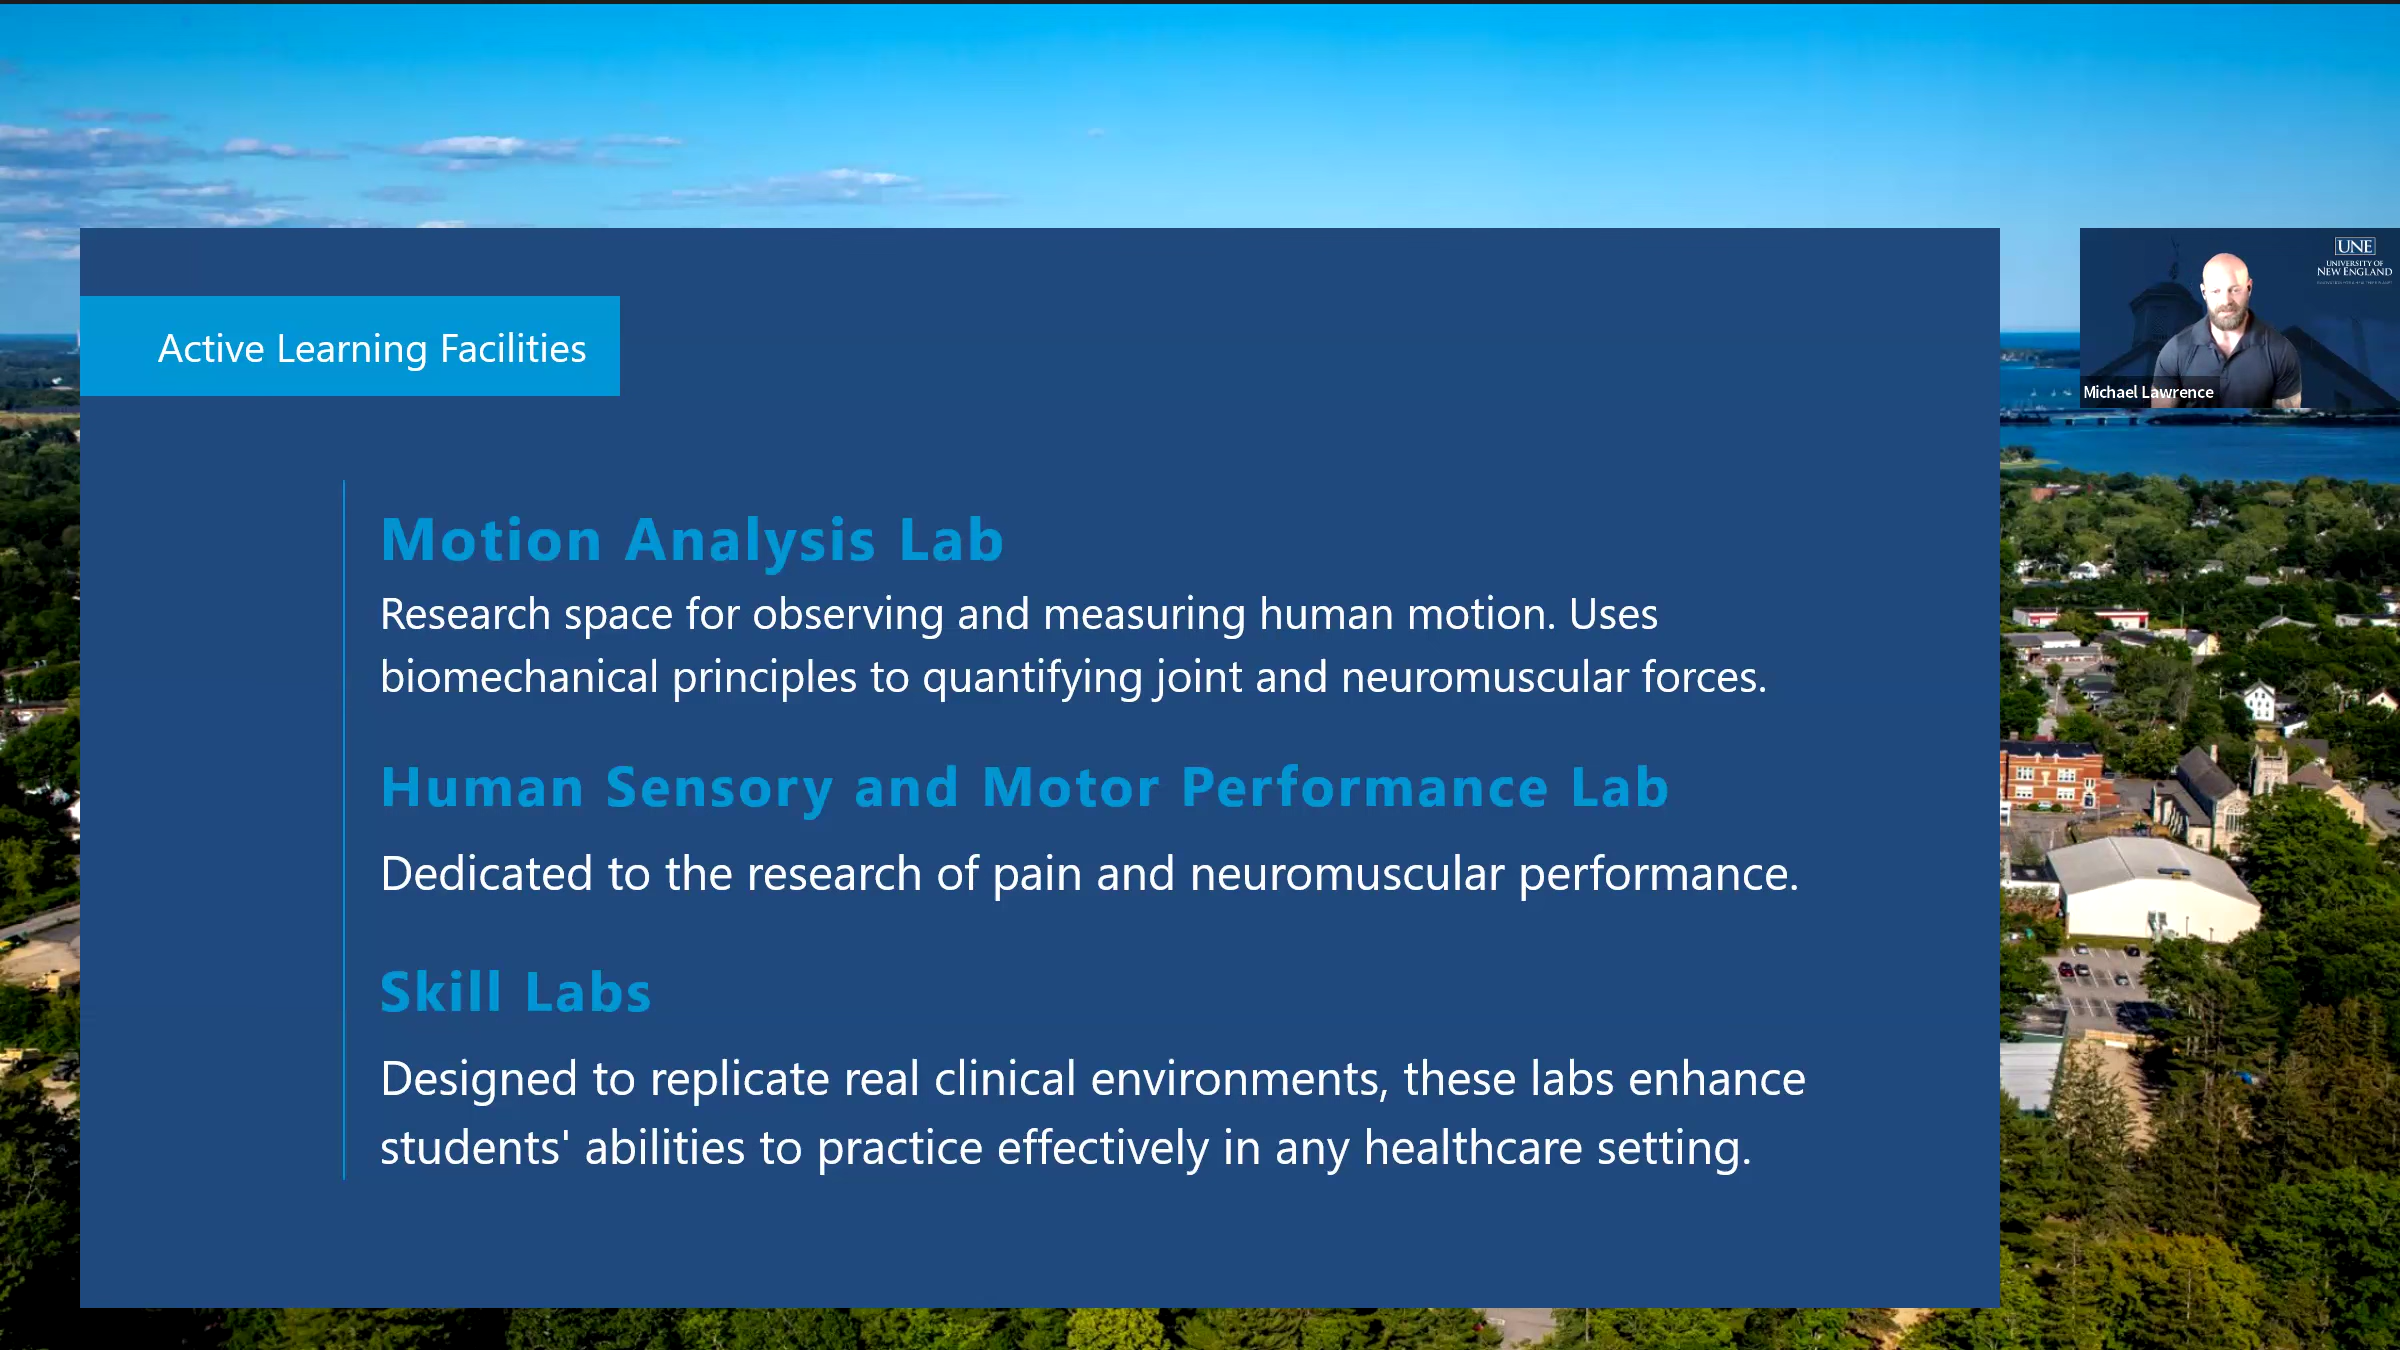 Active Learning Facilities
Motion Analysis Lab
Research space for observing and measuring human motion. Uses
biomechanical principles to quantifying joint and neuromuscular forces.
Human Sensory and Motor Performance Lab
Dedicated to the research of pain and neuromuscular performance.
Skill Labs
Designed to replicate real clinical environments, these labs enhance
students' abilities to practice effectively in any healthcare setting.
UNE
UNIVERSITY OF
NEW ENGLAND
Michael Lawrence